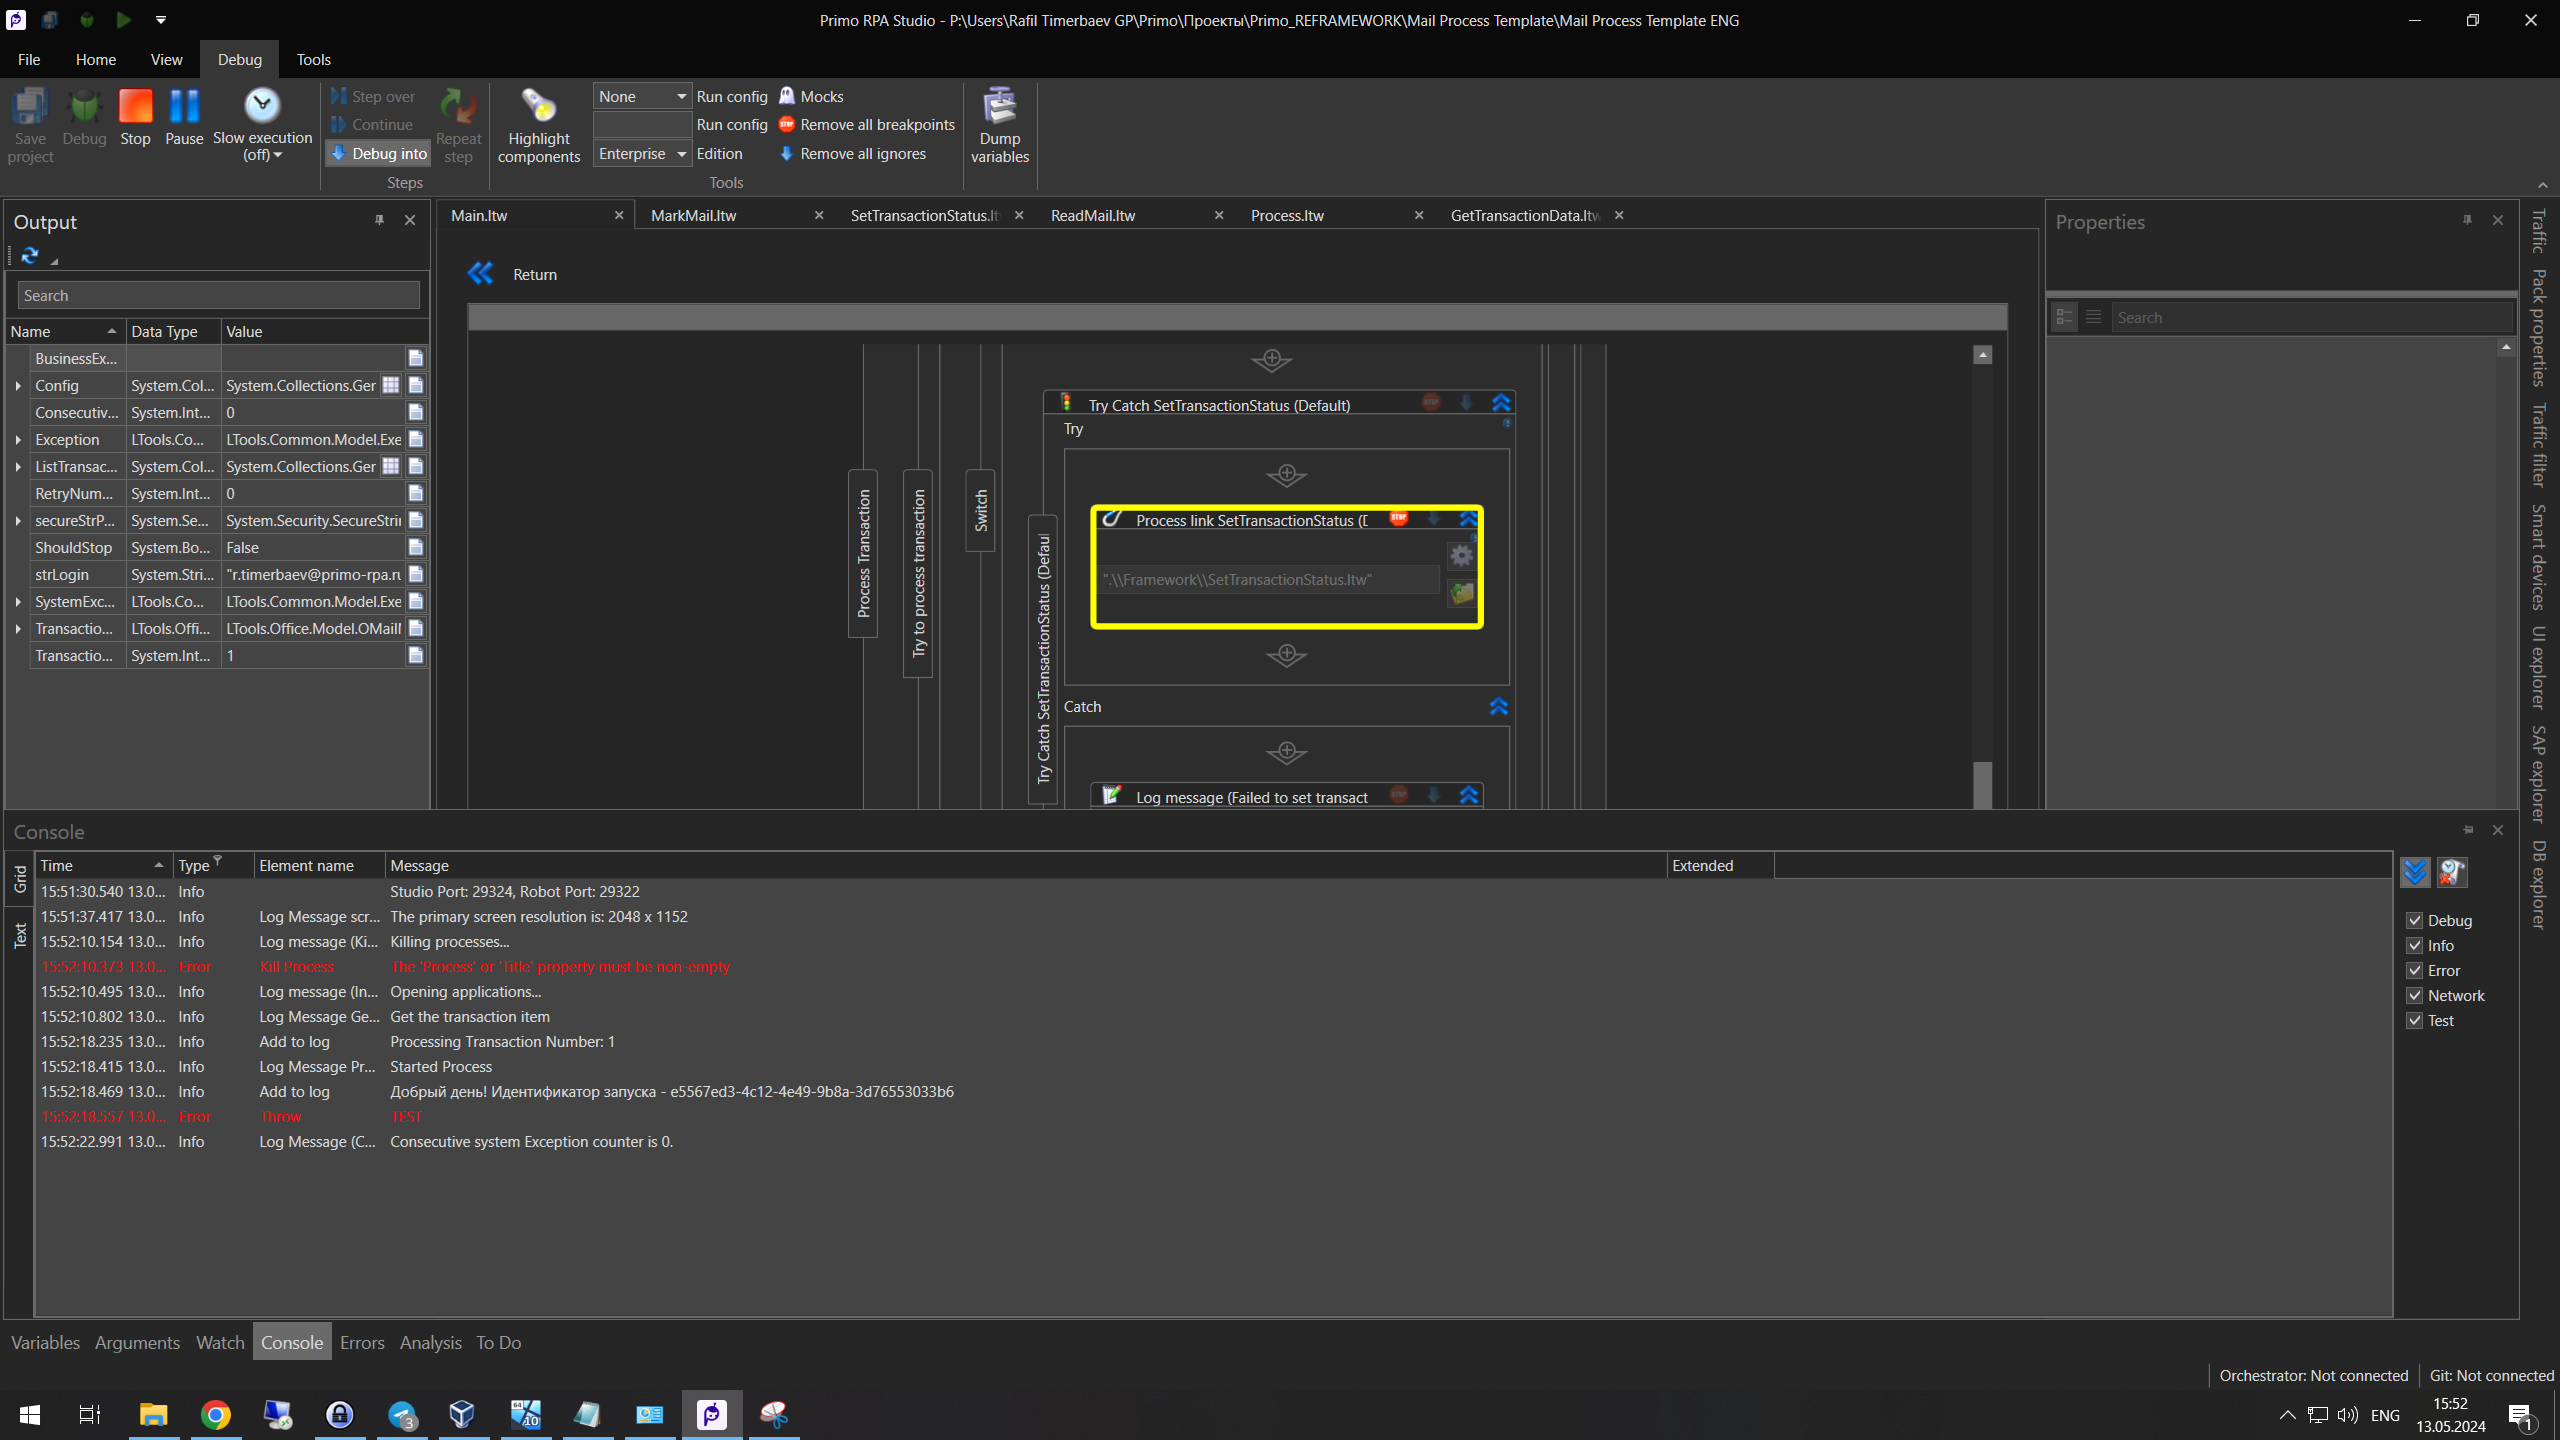 Primo RPA Studio - P:\Users\Rafil Timerbaev GP\Primo\Проекты\Primo_REFRAMEWORK\Mail Process Template\Mail Process Template ENG
File Home View Debug Tools
Save project
Debug
Stop
Pause
Slow execution (off)
Step over
Continue
Debug into
Repeat step
Steps
Highlight components
None Run config
Run config
Enterprise Edition
Mocks
Remove all breakpoints
Remove all ignores
Tools
Dump variables
Output
Search
Name Data Type Value
BusinessEx...
Config System.Col... System.Collections.Ger
Consecutiv... System.Int... 0
Exception LTools.Co... LTools.Common.Model.Exe
ListTransac... System.Col... System.Collections.Ger
RetryNum... System.Int... 0
secureStrP... System.Se... System.Security.SecureStri
ShouldStop System.Bo... False
strLogin System.Stri... "r.timerbaev@primo-rpa.ru
SystemExc... LTools.Co... LTools.Common.Model.Exe
Transactio... LTools.Offi... LTools.Office.Model.OMail
Transactio... System.Int... 1
Main.ltw MarkMail.ltw SetTransactionStatus.lt ReadMail.ltw Process.ltw GetTransactionData.ltw
Return
Process Transaction
Try to process transaction
Switch
Try Catch SetTransactionStatus (Defaul
Try Catch SetTransactionStatus (Default)
Try
Process link SetTransactionStatus (D
".\\Framework\\SetTransactionStatus.ltw"
Catch
Log message (Failed to set transact
Properties
Search
Traffic
Pack properties
Traffic filter
Smart devices
UI explorer
SAP explorer
DB explorer
Console
Grid
Text
Time Type Element name Message Extended
15:51:30.540 13.0... Info Studio Port: 29324, Robot Port: 29322
15:51:37.417 13.0... Info Log Message scr... The primary screen resolution is: 2048 x 1152
15:52:10.154 13.0... Info Log message (Ki... Killing processes...
15:52:10.373 13.0... Error Kill Process The 'Process' or 'Title' property must be non-empty
15:52:10.495 13.0... Info Log message (In... Opening applications...
15:52:10.802 13.0... Info Log Message Ge... Get the transaction item
15:52:18.235 13.0... Info Add to log Processing Transaction Number: 1
15:52:18.415 13.0... Info Log Message Pr... Started Process
15:52:18.469 13.0... Info Add to log Добрый день! Идентификатор запуска - e5567ed3-4c12-4e49-9b8a-3d76553033b6
15:52:18.557 13.0... Error Throw TEST
15:52:22.991 13.0... Info Log Message (C... Consecutive system Exception counter is 0.
Debug
Info
Error
Network
Test
Variables Arguments Watch Console Errors Analysis To Do
Orchestrator: Not connected Git: Not connected
3
64
10
ENG
15:52
13.05.2024
1